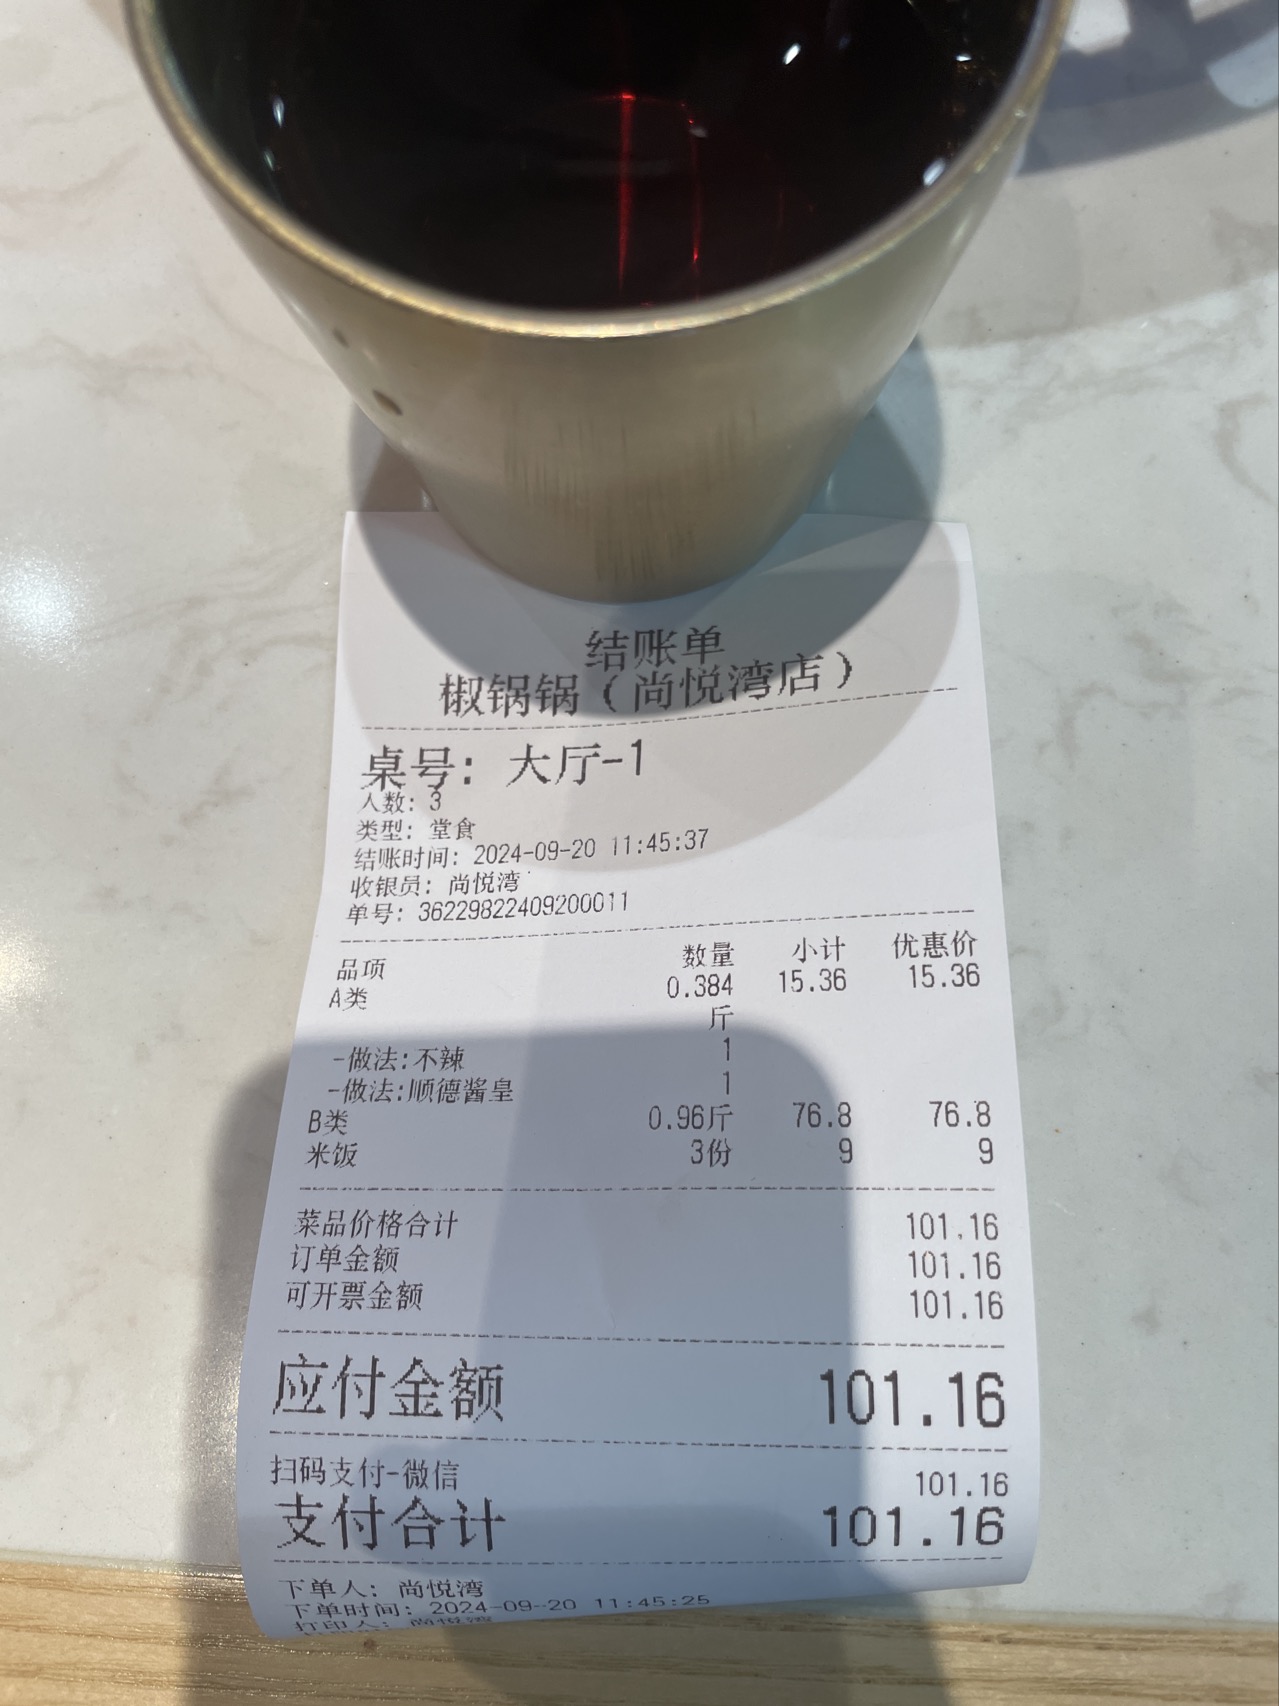 结账单
椒锅锅（尚悦湾店）
桌号：大厅-1
人数：3
类型：堂食
结账时间：2024-09-20 11:45:37
收银员：尚悦湾
单号：36229822409200011
品项 数量 小计 优惠价
A类 0.384 15.36 15.36
斤
-做法:不辣 1
-做法:顺德酱皇 1
B类 0.96斤 76.8 76.8
米饭 3份 9 9
菜品价格合计 101.16
订单金额 101.16
可开票金额 101.16
应付金额 101.16
扫码支付-微信 101.16
支付合计 101.16
下单人：尚悦湾
下单时间：2024-09-20 11:45:25
打印人：尚悦湾